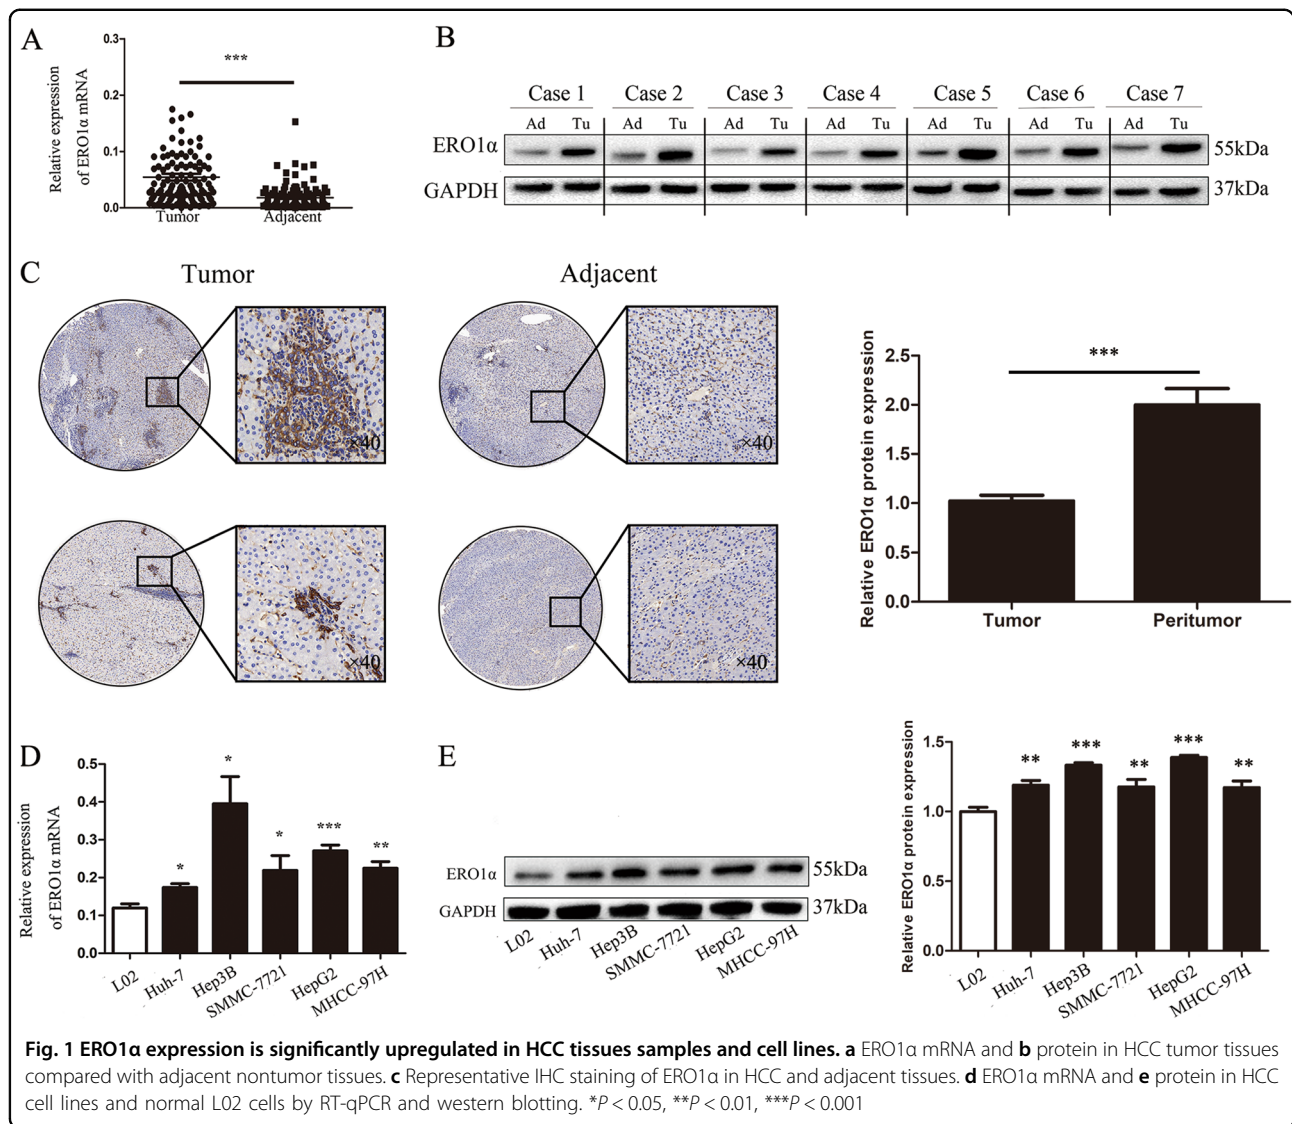 A
Relative expression
of ERO1α mRNA
0.3
0.2
0.1
0.0
***
Tumor
Adjacent
B
Case 1 Case 2 Case 3 Case 4 Case 5 Case 6 Case 7
Ad Tu Ad Tu Ad Tu Ad Tu Ad Tu Ad Tu Ad Tu
ERO1α
55kDa
GAPDH
37kDa
C
Tumor
Adjacent
×40
×40
×40
×40
Relative ERO1α protein expression
2.5
2.0
1.5
1.0
0.5
0.0
***
Tumor
Peritumor
D
Relative expression
of ERO1α mRNA
0.5
0.4
0.3
0.2
0.1
0.0
*
*
*
***
**
L02
Huh-7
Hep3B
SMMC-7721
HepG2
MHCC-97H
E
ERO1α
55kDa
GAPDH
37kDa
L02
Huh-7
Hep3B
SMMC-7721
HepG2
MHCC-97H
Relative ERO1α protein expression
1.5
1.0
0.5
0.0
**
***
**
***
**
L02
Huh-7
Hep3B
SMMC-7721
HepG2
MHCC-97H
Fig. 1 ERO1α expression is significantly upregulated in HCC tissues samples and cell lines. a ERO1α mRNA and b protein in HCC tumor tissues
compared with adjacent nontumor tissues. c Representative IHC staining of ERO1α in HCC and adjacent tissues. d ERO1α mRNA and e protein in HCC
cell lines and normal L02 cells by RT-qPCR and western blotting. *P < 0.05, **P < 0.01, ***P < 0.001